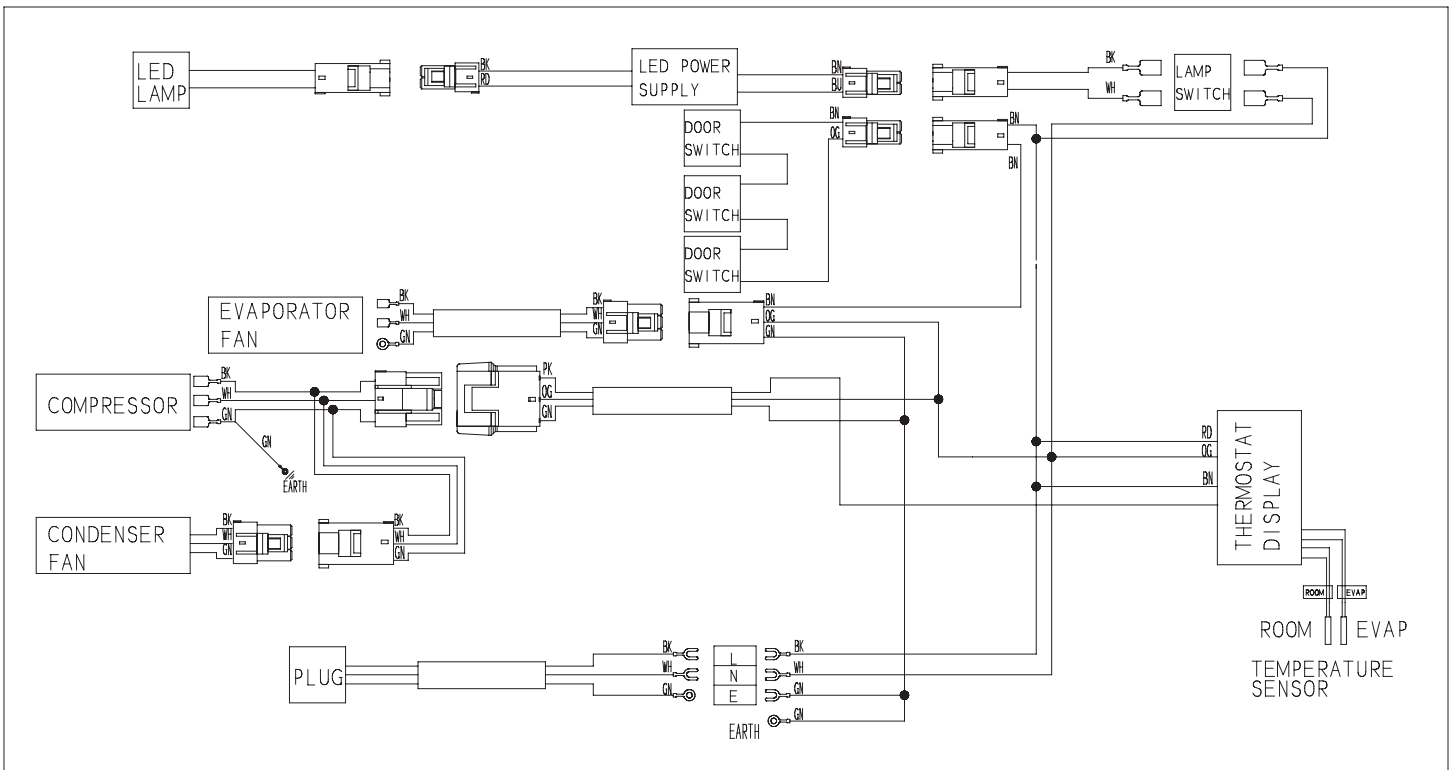 LED
LAMP
BK
RD
LED POWER
SUPPLY
BN
BU
BK
WH
LAMP
SWITCH
DOOR
SWITCH
BN
OG
BN
BN
DOOR
SWITCH
DOOR
SWITCH
EVAPORATOR
FAN
BK
WH
GN
BK
WH
GN
BN
OG
GN
COMPRESSOR
BK
WH
GN
GN
EARTH
PK
OG
GN
RD
OG
BN
THERMOSTAT
DISPLAY
CONDENSER
FAN
BK
WH
GN
BK
WH
GN
ROOM
EVAP
ROOM
EVAP
TEMPERATURE
SENSOR
PLUG
BK
WH
GN
L
N
E
BK
WH
GN
EARTH
GN